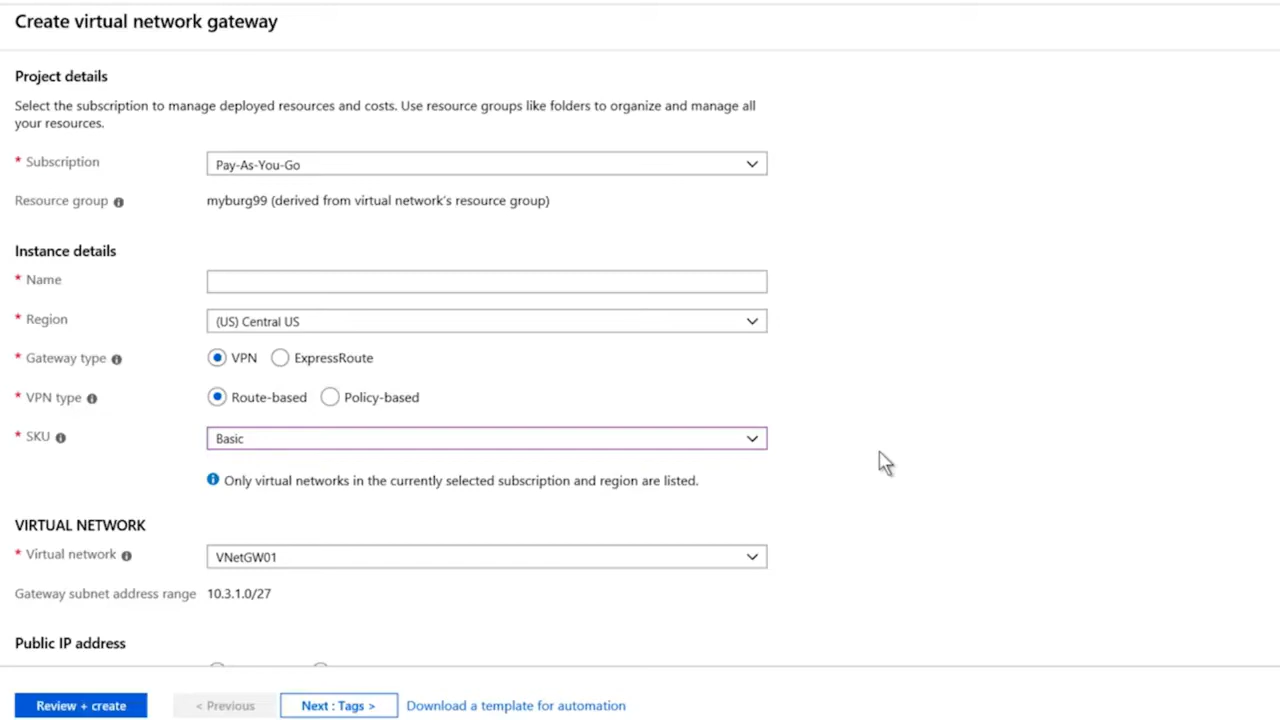 Create virtual network gateway
Project details
Select the subscription to manage deployed resources and costs. Use resource groups like folders to organize and manage all
your resources.
* Subscription
Pay-As-You-Go
Resource group
myburg99 (derived from virtual network's resource group)
Instance details
* Name
* Region
(US) Central US
* Gateway type
VPN
ExpressRoute
* VPN type
Route-based
Policy-based
* SKU
Basic
Only virtual networks in the currently selected subscription and region are listed.
VIRTUAL NETWORK
* Virtual network
VNetGW01
Gateway subnet address range
10.3.1.0/27
Public IP address
Review + create
< Previous
Next : Tags >
Download a template for automation